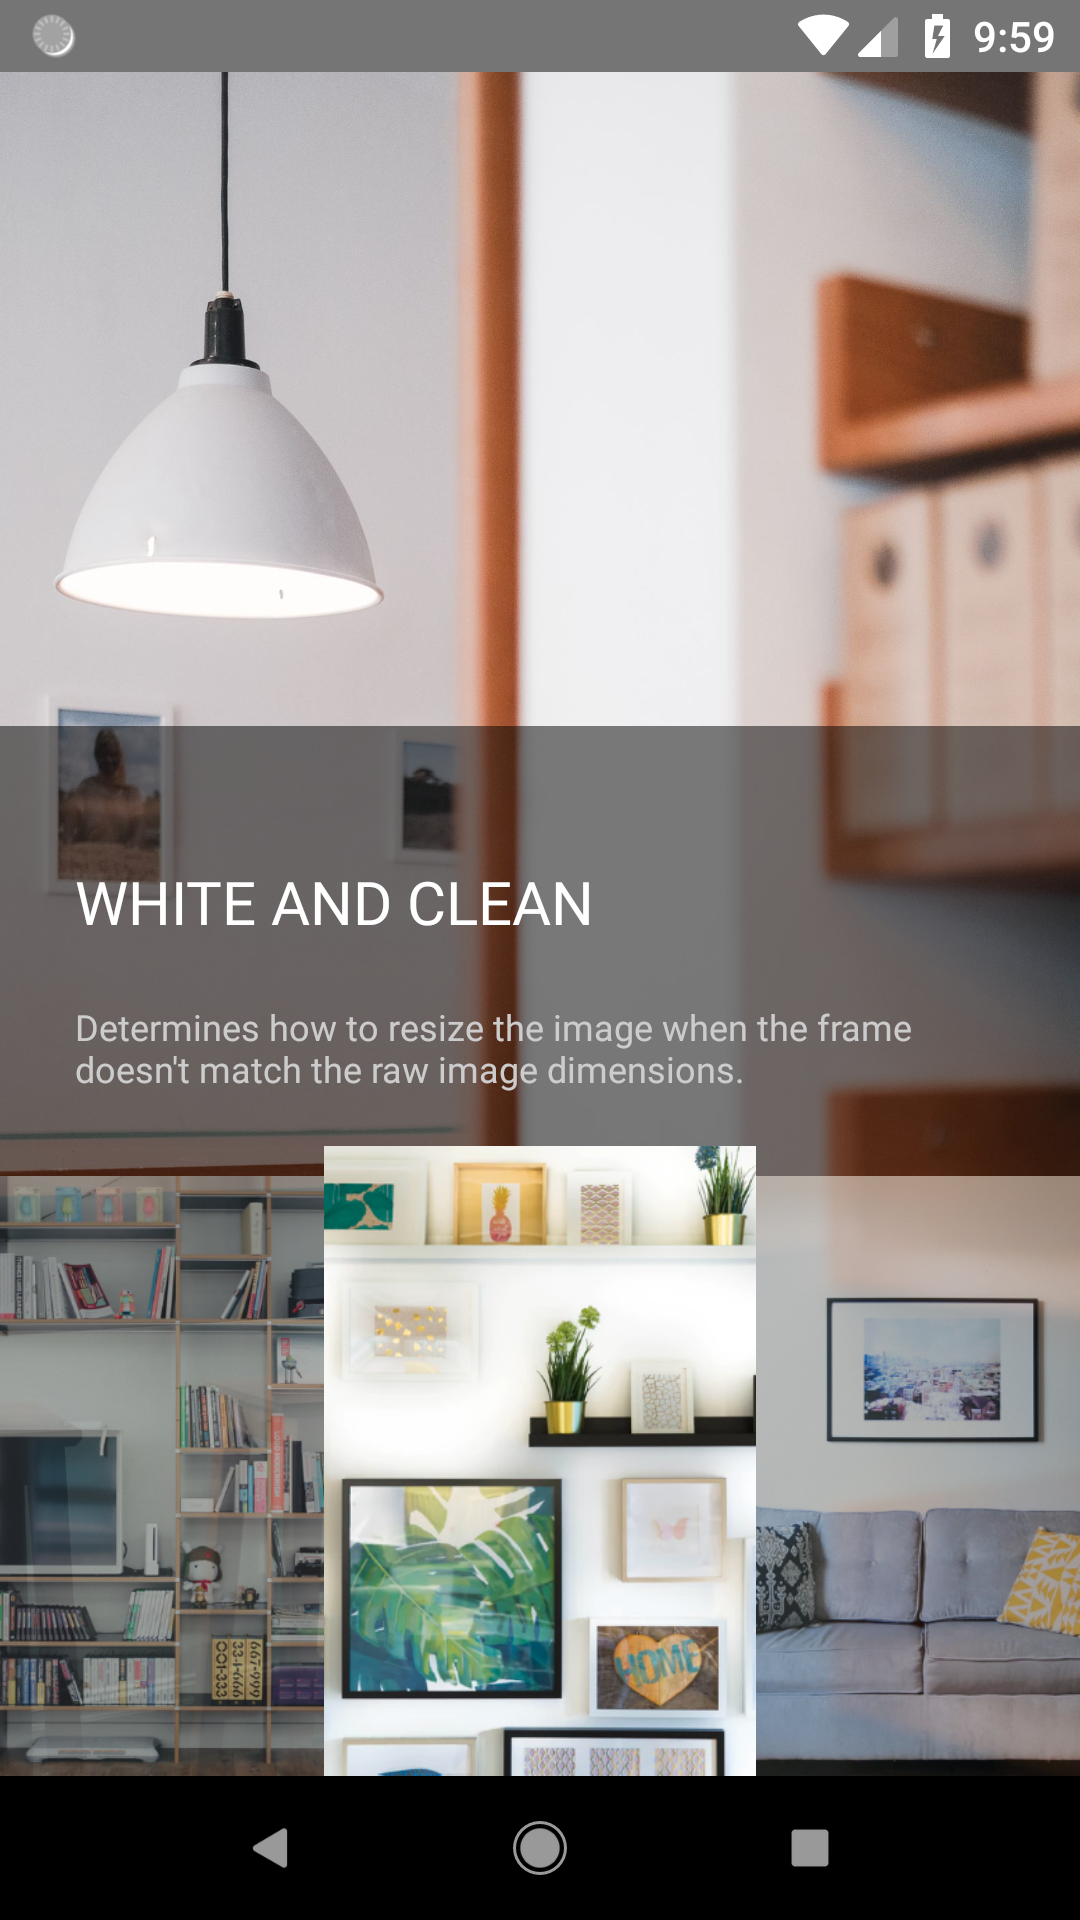 9:59
WHITE AND CLEAN
Determines how to resize the image when the frame
doesn't match the raw image dimensions.
HOME